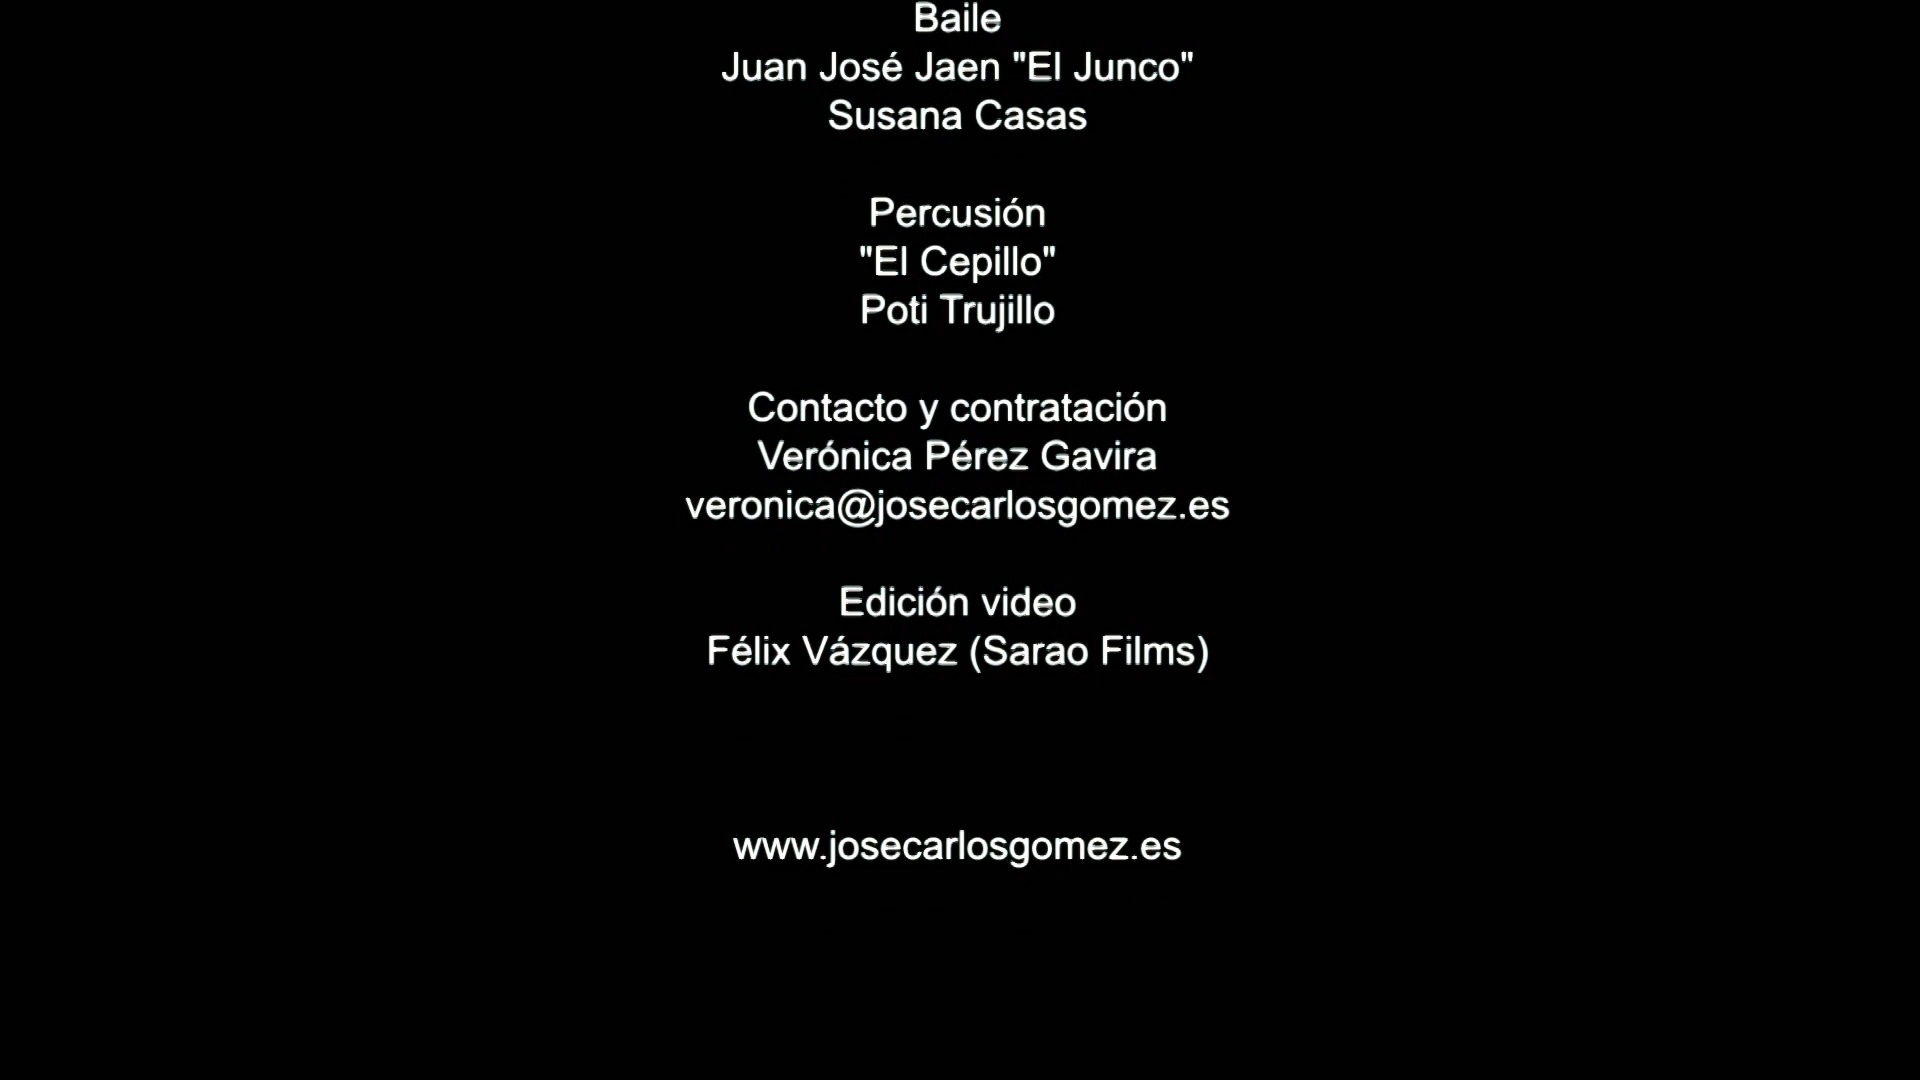 Baile
Juan José Jaen "El Junco"
Susana Casas
Percusión
"El Cepillo"
Poti Trujillo
Contacto y contratación
Verónica Pérez Gavira
veronica@josecarlosgomez.es
Edición video
Félix Vázquez (Sarao Films)
www.josecarlosgomez.es